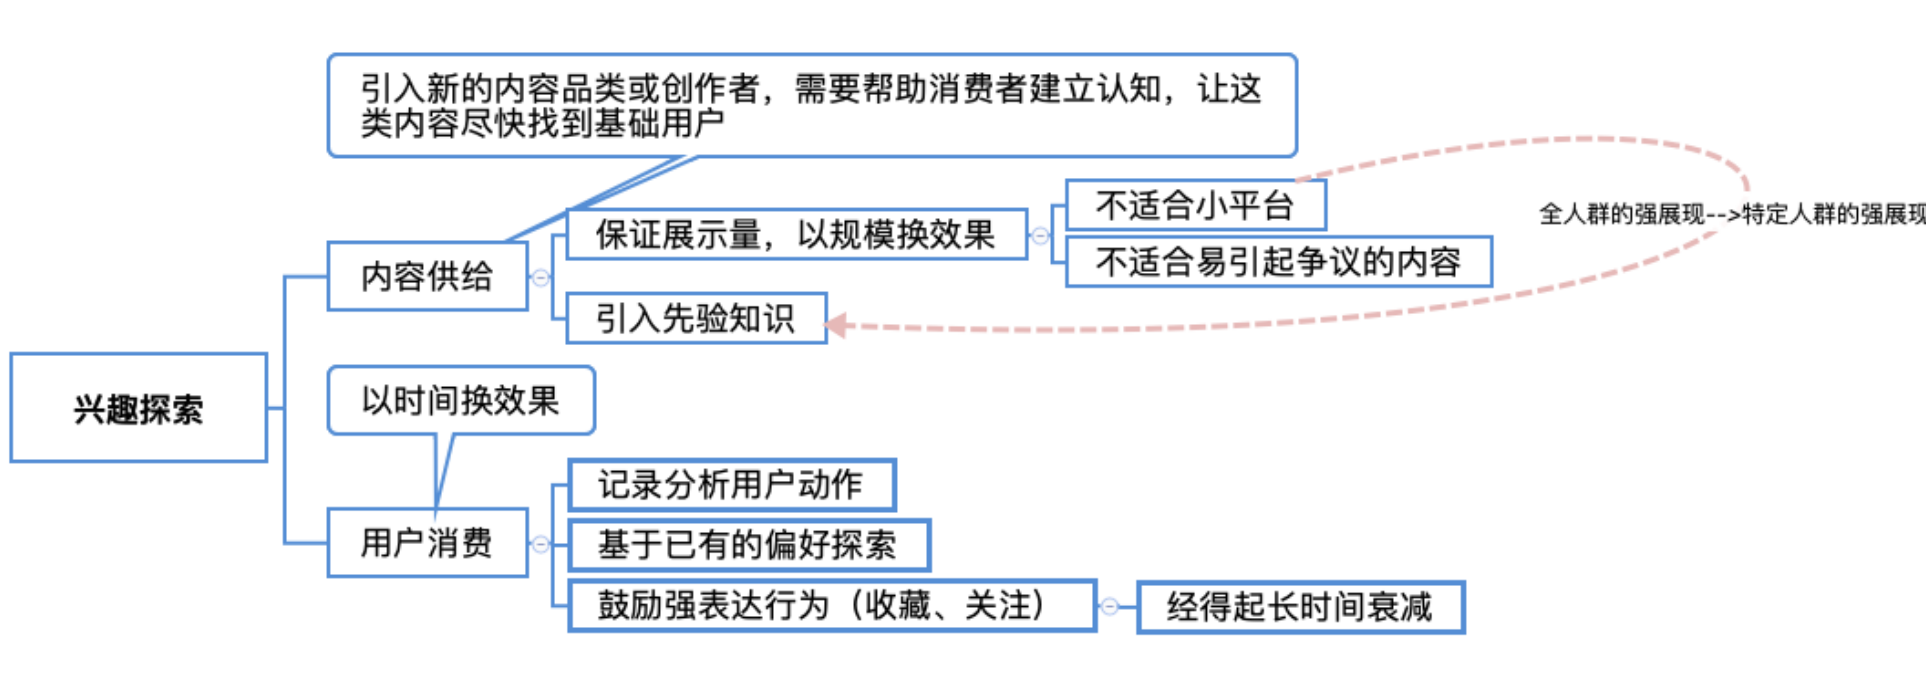 引入新的内容品类或创作者，需要帮助消费者建立认知，让这
类内容尽快找到基础用户
不适合小平台
全人群的强展现-->特定人群的强展现
保证展示量，以规模换效果
不适合易引起争议的内容
内容供给
引入先验知识
兴趣探索
以时间换效果
记录分析用户动作
用户消费
基于已有的偏好探索
鼓励强表达行为（收藏、关注）
经得起长时间衰减